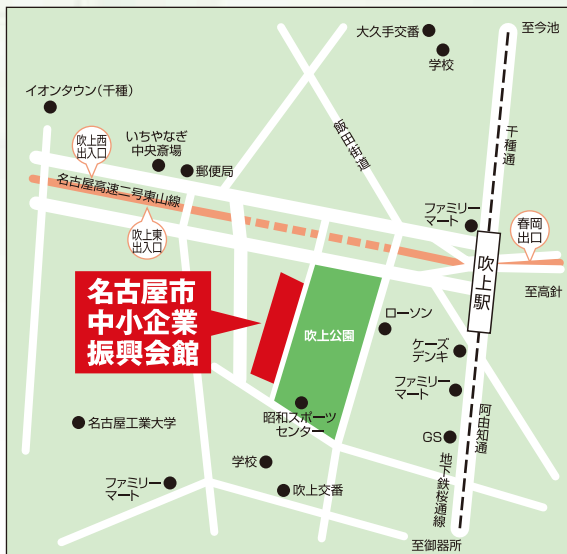 大久手交番
至今池
学校
イオンタウン(千種)
千種通
飯田街道
吹上西
出入口
いちやなぎ
中央斎場
郵便局
名古屋高速二号東山線
吹上東
出入口
ファミリー
マート
春岡
出口
吹上駅
至高針
名古屋市
中小企業
振興会館
吹上公園
ローソン
ケーズ
デンキ
ファミリー
マート
昭和スポーツ
センター
名古屋工業大学
阿由知通
GS
地下鉄桜通線
学校
ファミリー
マート
吹上交番
至御器所